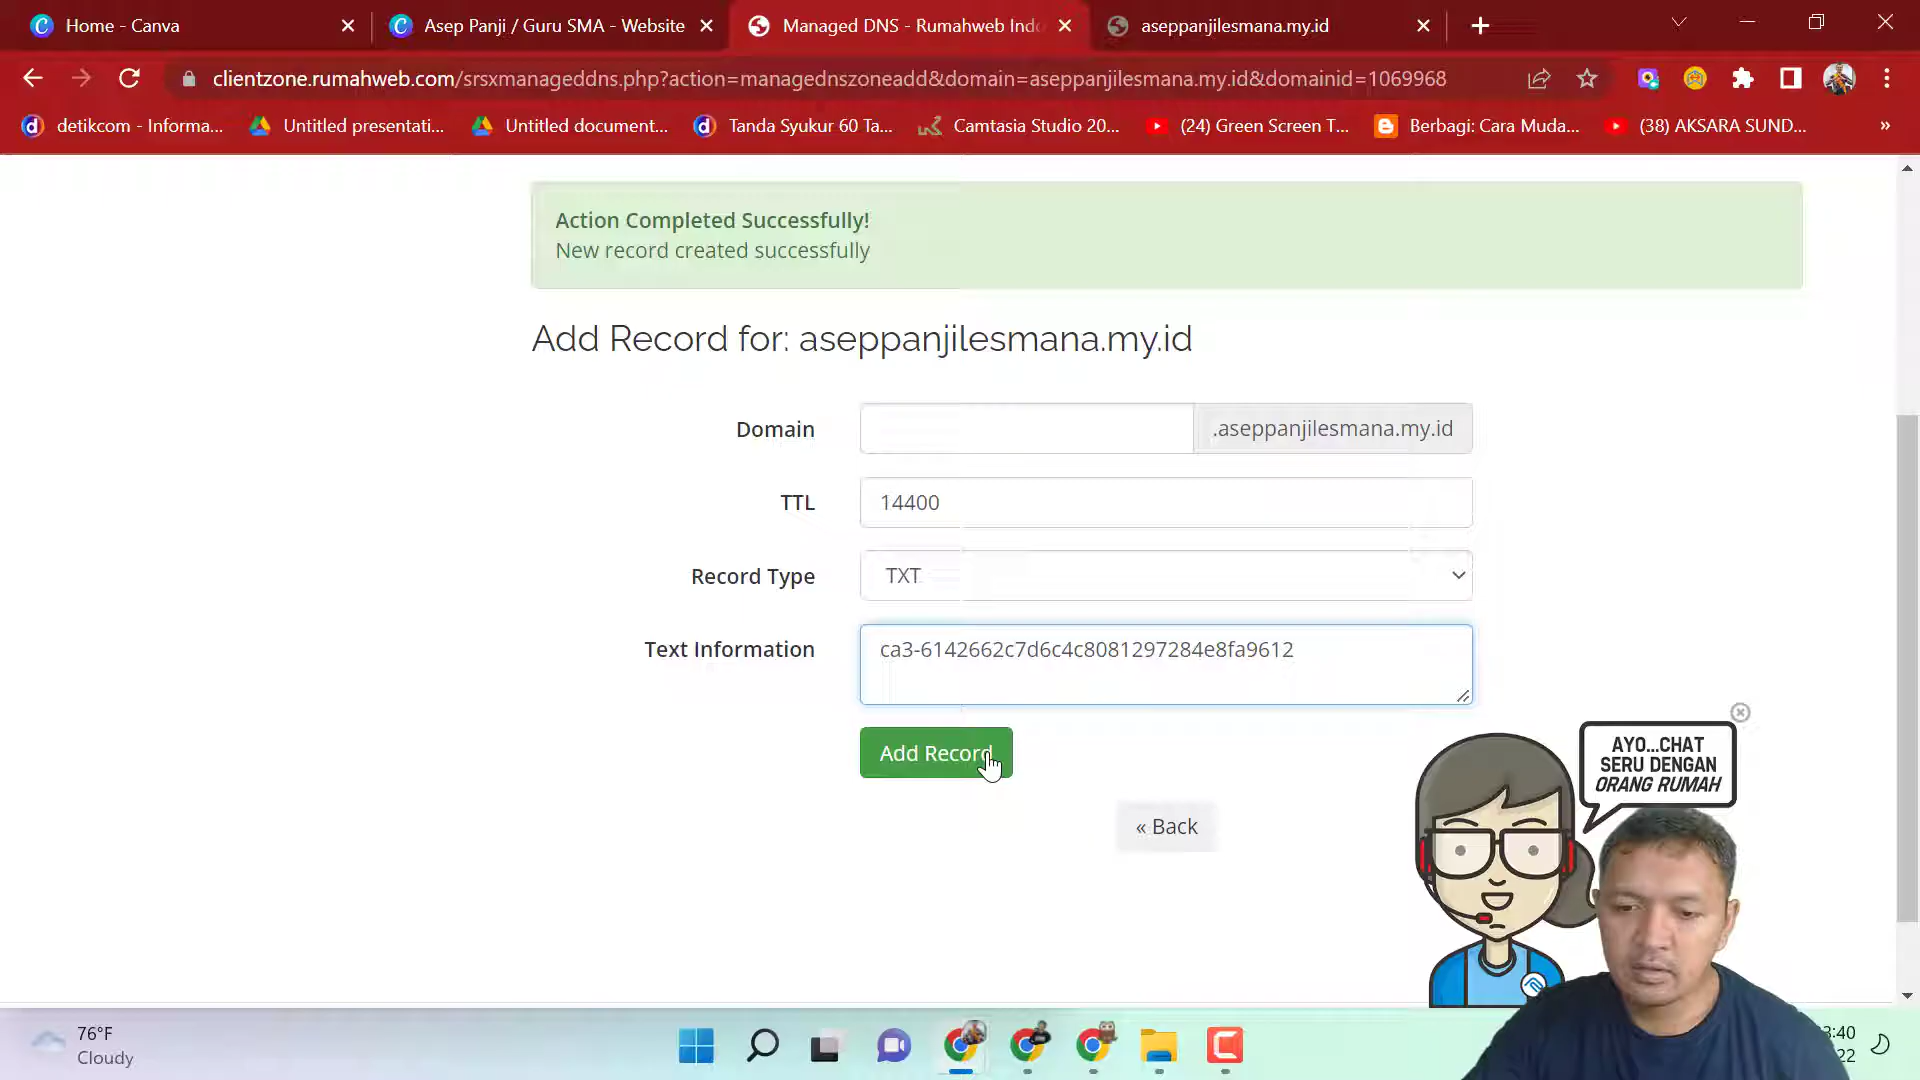 Home - Canva
Asep Panji / Guru SMA - Website
Managed DNS - Rumahweb Indo
aseppanjilesmana.my.id
clientzone.rumahweb.com/srsxmanageddns.php?action=managednszoneadd&domain=aseppanjilesmana.my.id&domainid=1069968
detikcom - Informa...
Untitled presentati...
Untitled document...
Tanda Syukur 60 Ta...
Camtasia Studio 20...
(24) Green Screen T...
Berbagi: Cara Muda...
(38) AKSARA SUND...
»
Action Completed Successfully!
New record created successfully
Add Record for: aseppanjilesmana.my.id
Domain
.aseppanjilesmana.my.id
TTL
14400
Record Type
TXT
Text Information
ca3-6142662c7d6c4c8081297284e8fa9612
Add Record
« Back
AYO...CHAT
SERU DENGAN
ORANG RUMAH
76°F
Cloudy
:40
22